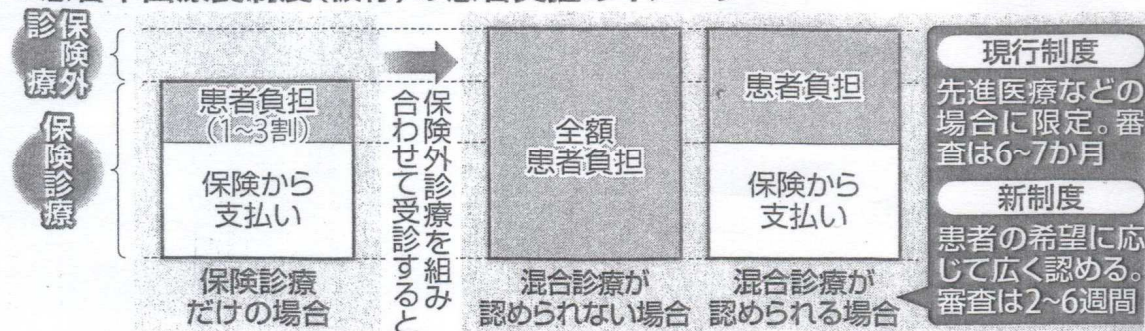 保険外
診療
保険診療
患者負担
(1~3割)
保険から
支払い
保険診療
だけの場合
保険外診療を組み
合わせて受診すると
全額
患者負担
混合診療が
認められない場合
患者負担
保険から
支払い
混合診療が
認められる場合
現行制度
先進医療などの
場合に限定。審
査は6~7か月
新制度
患者の希望に応
じて広く認める。
審査は2~6週間